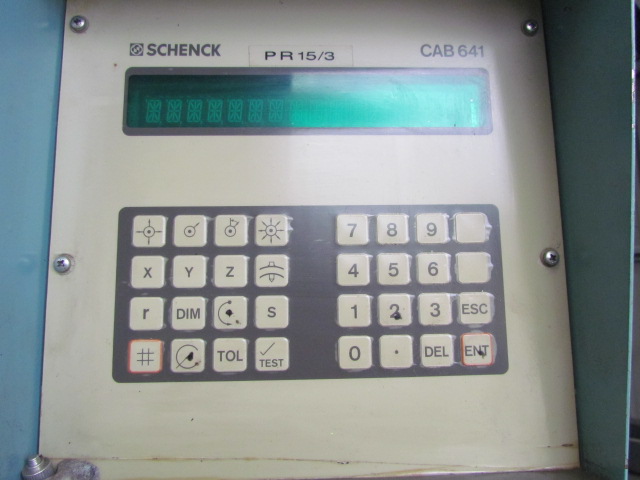 SCHENCK PR 15/3 CAB 641
7 8 9
X Y Z 4 5 6
r DIM S 1 2 3 ESC
# TOL TEST 0 . DEL ENT